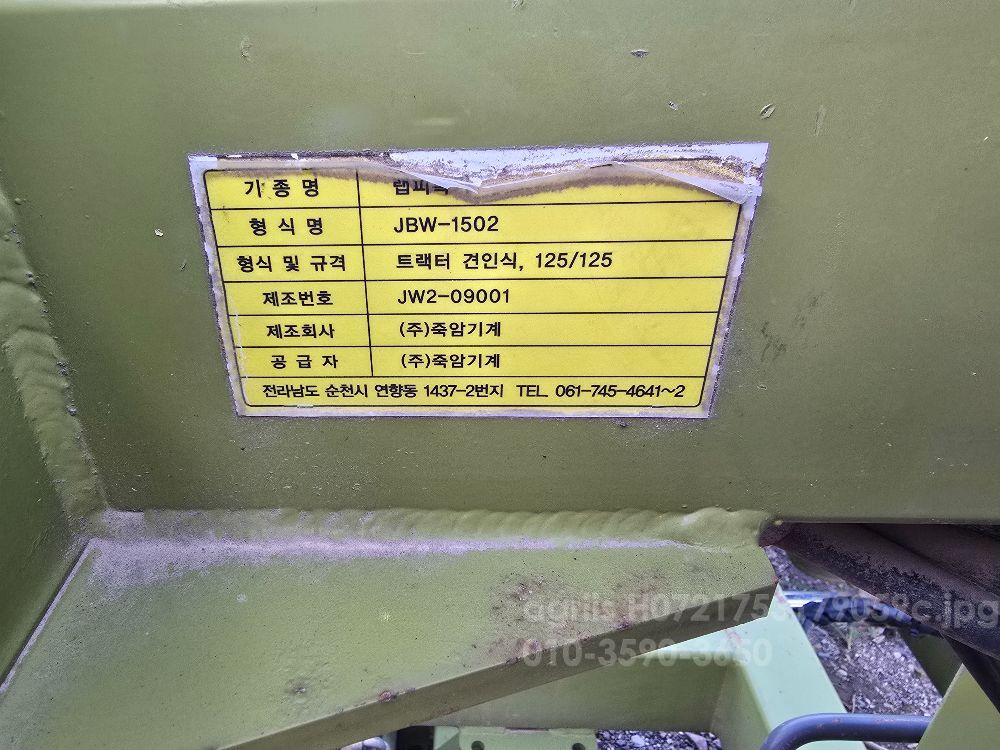 기 종 명
형 식 명 JBW-1502
형식 및 규격 트랙터 견인식, 125/125
제조번호 JW2-09001
제조회사 (주)죽암기계
공 급 자 (주)죽암기계
전라남도 순천시 연향동 1437-2번지 TEL. 061-745-4641~2
010-3590-3650